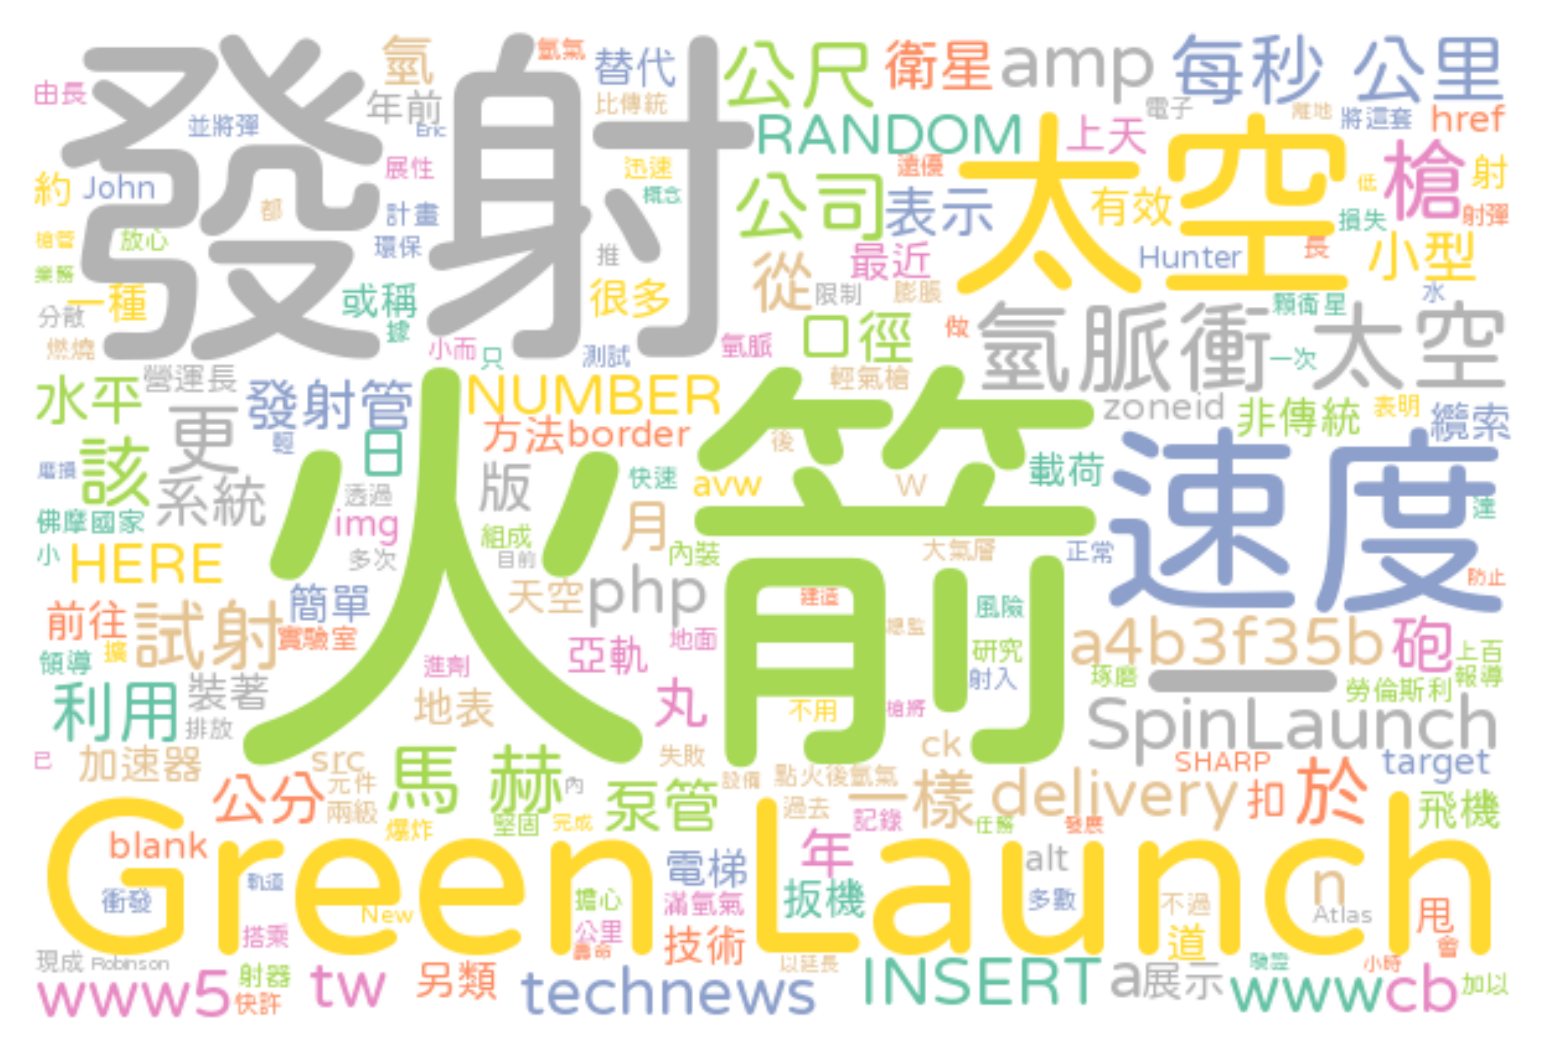 發射
氫
氫氣
替代
公尺
衛星
amp
每秒
公里
由長
年前
比傳統
電子
離地
將這套
href
並將彈
Eric
RANDOM
上天
太空
槍
射
約
John
展性
迅速
遠優
概念
公司
表示
有效
低
損失
射彈
都
計畫
槍管
放心
環保
推
最近
Hunter
長
小型
業務
一種
或稱
很多
從
限制
膨脹
顆衛星
水
分散
據
口徑
做
氫脈衝
太空
燃燒
小而
只
測試
氫脈
一次
水平
營運長
發射管
NUMBER
輕氣槍
zoneid
非傳統
表明
纜索
更
輕
日
火箭
方法
border
後
該
磨損
系統
透過
版
快速
avw
W
載荷
速度
達
佛摩國家
img
組成
月
內裝
大氣層
正常
小
HERE
多次
目前
天空
php
建造
防止
簡單
風險
前往
試射
實驗室
亞軌
地面
總監
研究
a4b3f35b
砲
上百
領導
擴
進劑
射入
琢磨
報導
利用
裝著
地表
丸
不用
槍將
勞倫斯利
排放
SpinLaunch
已
加速器
src
馬赫
失敗
ck
SHARP
target
公分
元件
內
泵管
設備
點火後氫氣
一樣
delivery
扣
於
兩級
爆炸
堅固
完成
過去
記錄
任務
發展
飛機
Green Launch
blank
電梯
年
alt
軌道
衝發
New
擔心
滿氫氣
扳機
多數
不過
n
Atlas
甩
搭乘
公里
壽命
技術
道
會
現成
Robinson
射器
以延長
驗證
小時
www5
快許
tw
另類
technews
INSERT
a
展示
www
cb
加以